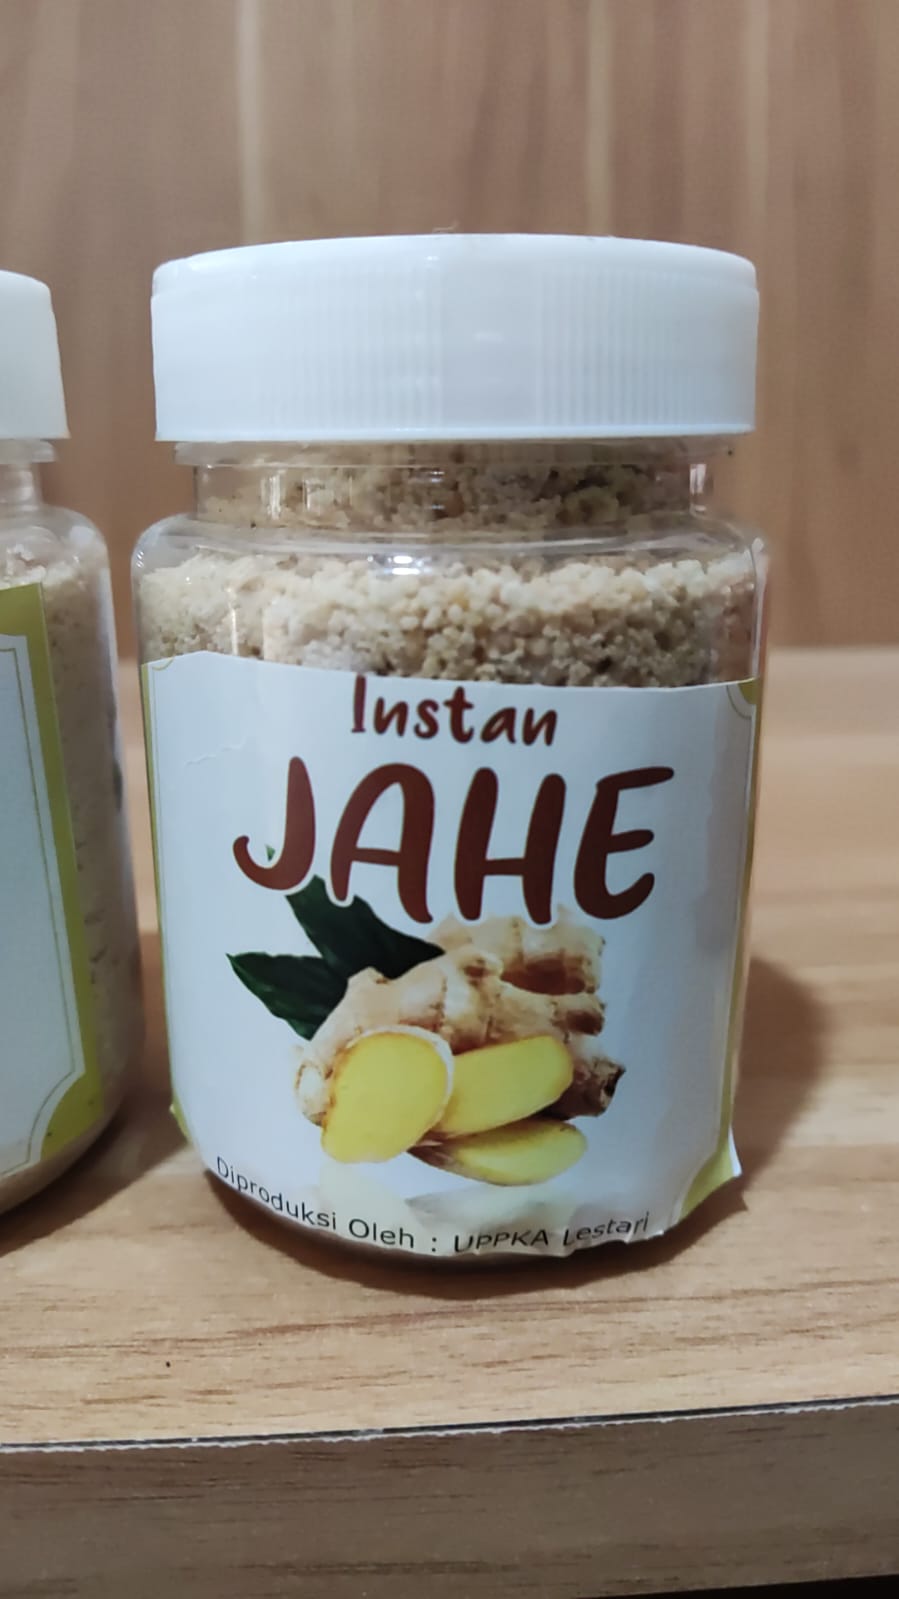 Instan
JAHE
Diproduksi Oleh : UPPKA Lestari